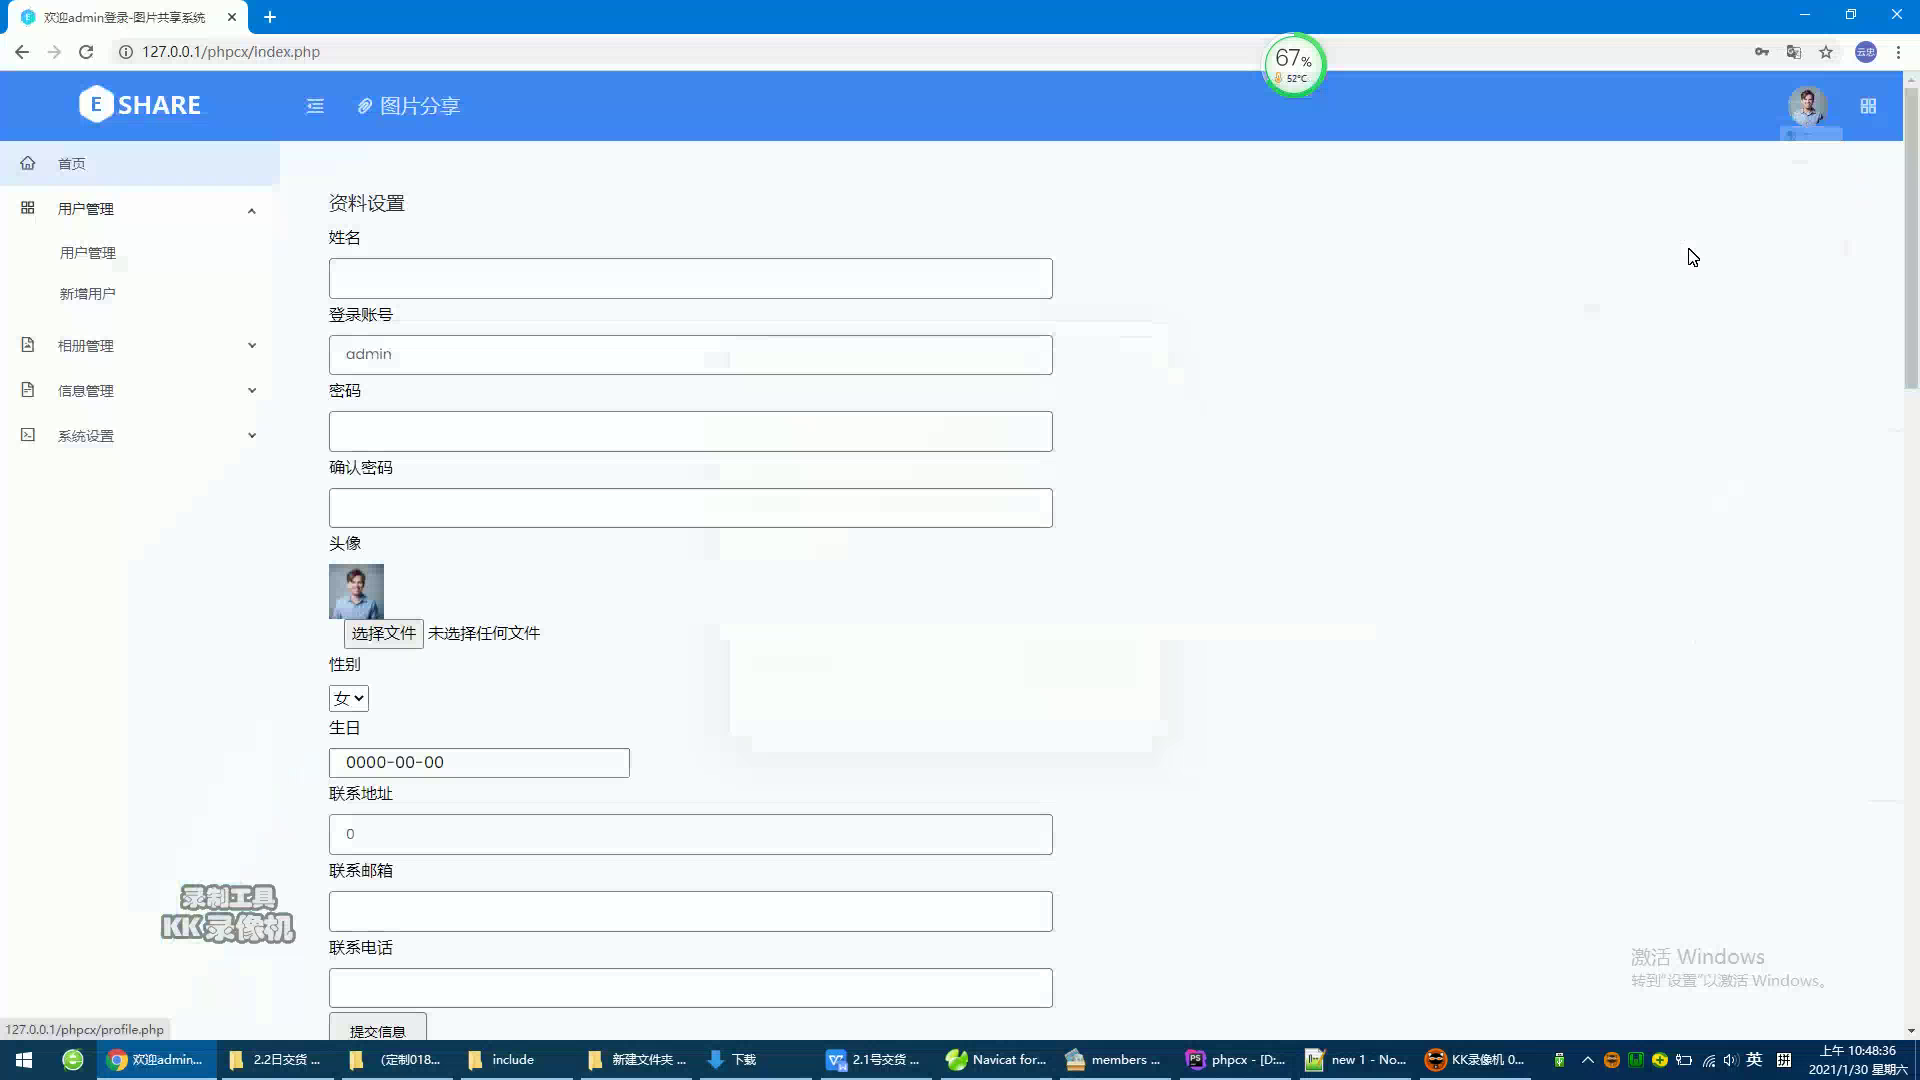 欢迎admin登录-图片共享系统
127.0.0.1/phpcx/index.php
67%
52°C
云忠
E SHARE
图片分享
首页
用户管理
用户管理
新增用户
相册管理
信息管理
系统设置
资料设置
姓名
登录账号
admin
密码
确认密码
头像
选择文件 未选择任何文件
性别
女
生日
0000-00-00
联系地址
0
联系邮箱
联系电话
提交信息
录制工具
KK录像机
激活 Windows
转到“设置”以激活 Windows。
127.0.0.1/phpcx/profile.php
欢迎admin...
2.2日交货 ...
(定制018...
include
新建文件夹 ...
下载
2.1号交货 ...
Navicat for...
members ...
phpcx - [D:...
new 1 - No...
KK录像机 0...
英
拼
上午 10:48:36
2021/1/30 星期六